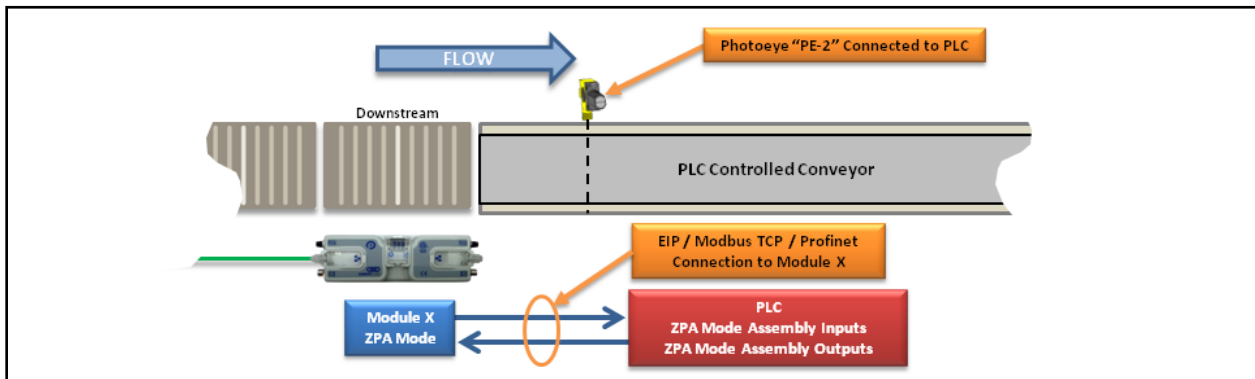 Photoeye “PE-2” Connected to PLC
FLOW
Downstream
PLC Controlled Conveyor
EIP / Modbus TCP / Profinet
Connection to Module X
Module X
ZPA Mode
PLC
ZPA Mode Assembly Inputs
ZPA Mode Assembly Outputs